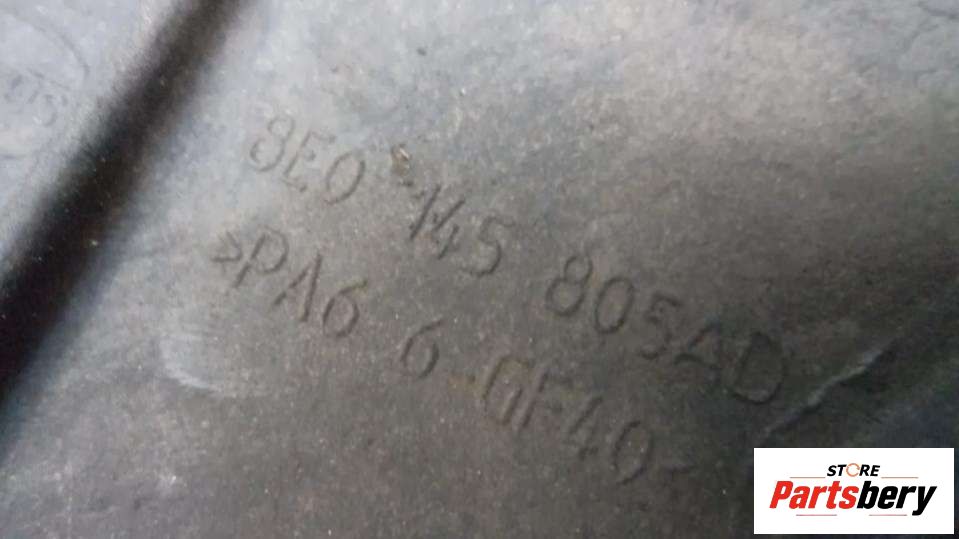 8E0 145 805AD
>PA6 6-GF40<
STORE
Partsbery